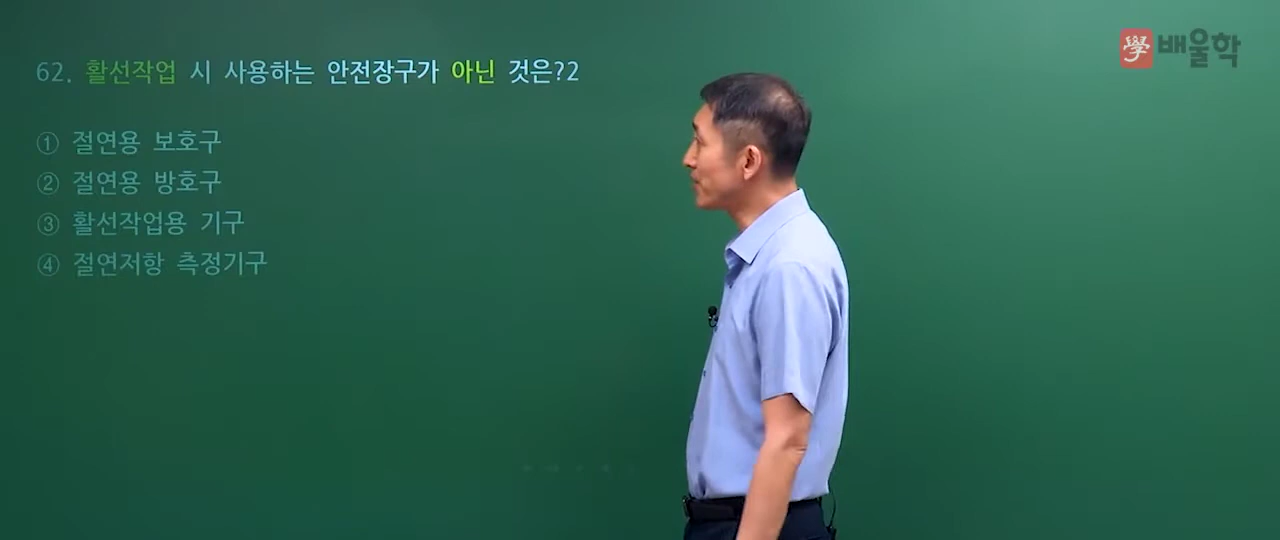 學 배울학
62. 활선작업 시 사용하는 안전장구가 아닌 것은?2
① 절연용 보호구
② 절연용 방호구
③ 활선작업용 기구
④ 절연저항 측정기구